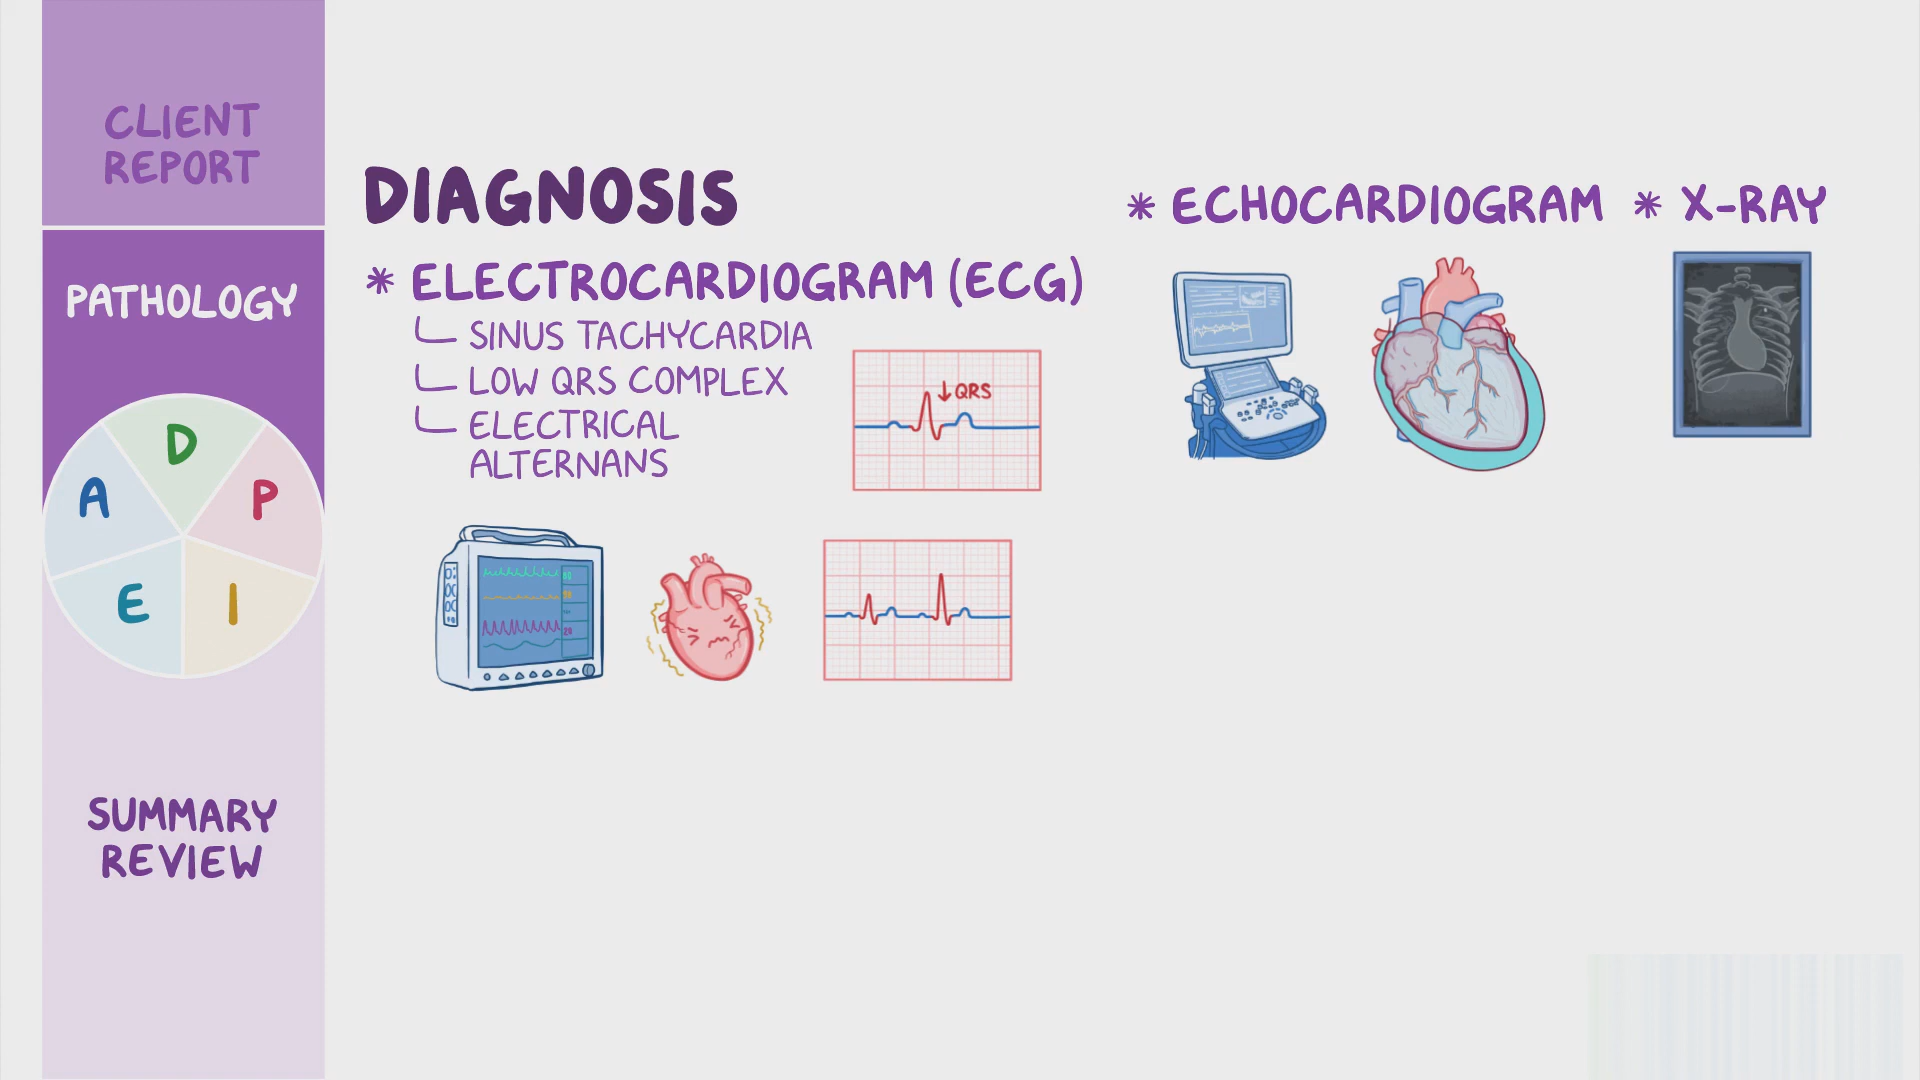 CLIENT
REPORT
PATHOLOGY
D
A
P
E
I
SUMMARY
REVIEW
DIAGNOSIS
* ELECTROCARDIOGRAM (ECG)
SINUS TACHYCARDIA
LOW QRS COMPLEX
ELECTRICAL
ALTERNANS
↓QRS
* ECHOCARDIOGRAM
* X-RAY